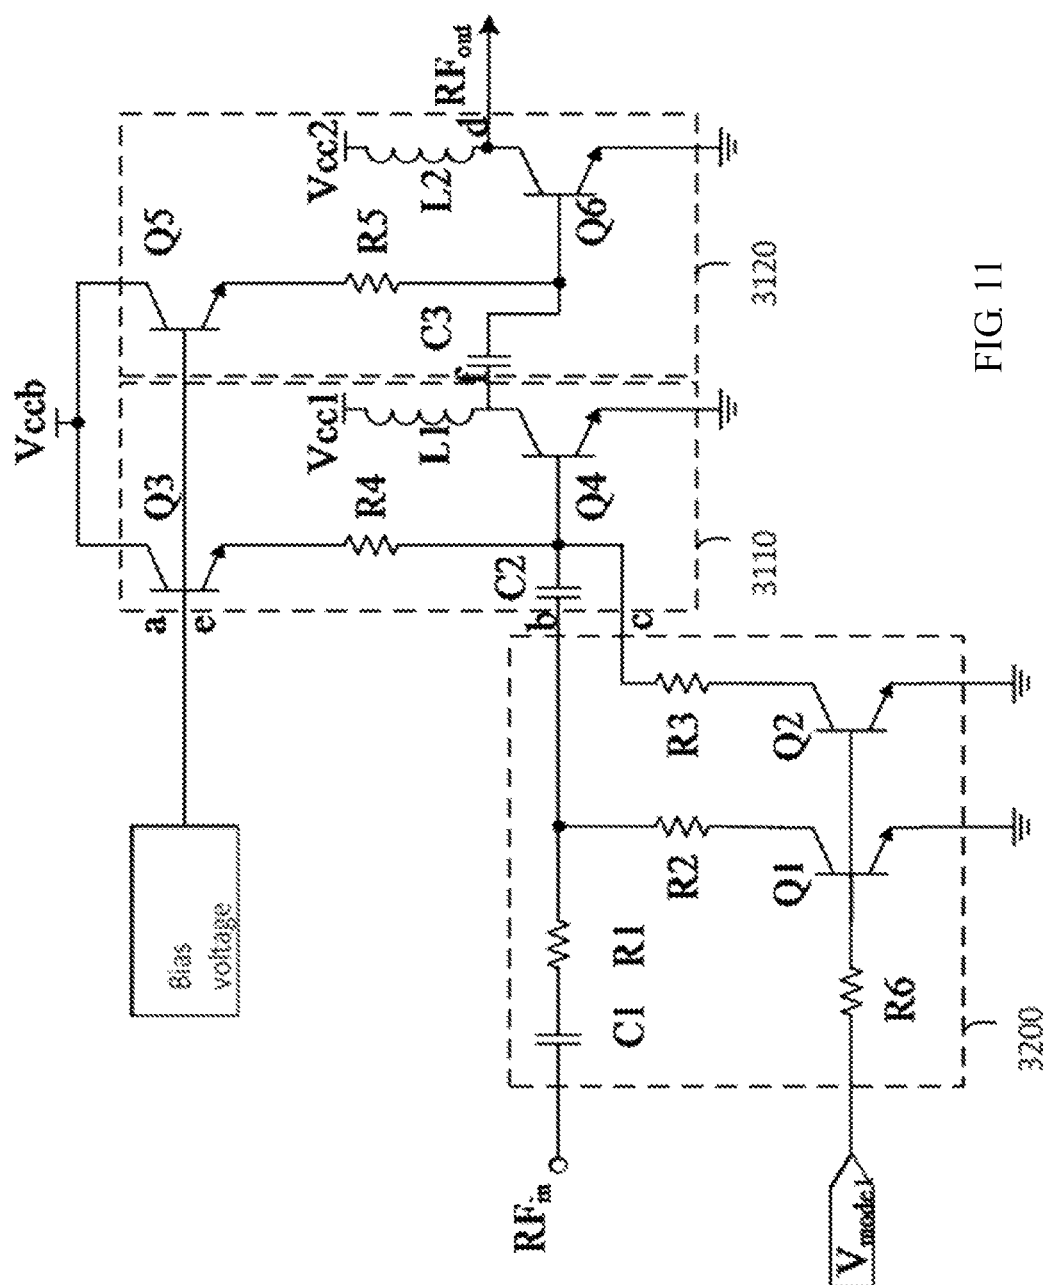 Vccb
Q3
Q5
a
e
Bias
voltage
Vcc1
Vcc2
L1
L2
R4
R5
f
C3
d
RFout
RFin
C1
R1
b
C2
Q4
Q6
c
R2
R3
Q1
Q2
R6
Vmode1
3200
3110
3120
FIG. 11